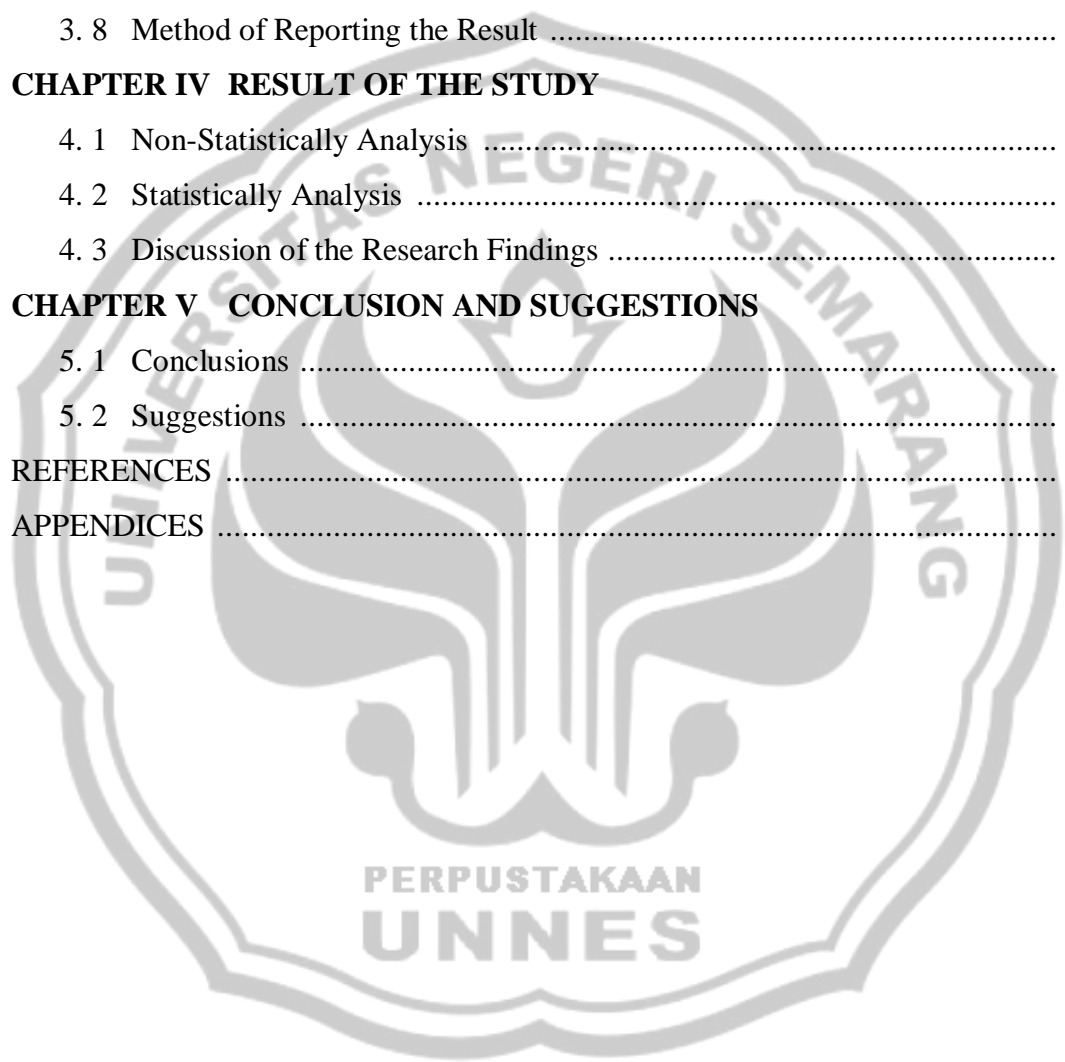 3. 8 Method of Reporting the Result ................................................................
CHAPTER IV RESULT OF THE STUDY
4. 1 Non-Statistically Analysis .........................................................................
4. 2 Statistically Analysis .................................................................................
4. 3 Discussion of the Research Findings .........................................................
CHAPTER V CONCLUSION AND SUGGESTIONS
5. 1 Conclusions ................................................................................................
5. 2 Suggestions ................................................................................................
REFERENCES ..........................................................................................................
APPENDICES ...........................................................................................................
UNIVERSITAS NEGERI SEMARANG
PERPUSTAKAAN
UNNES